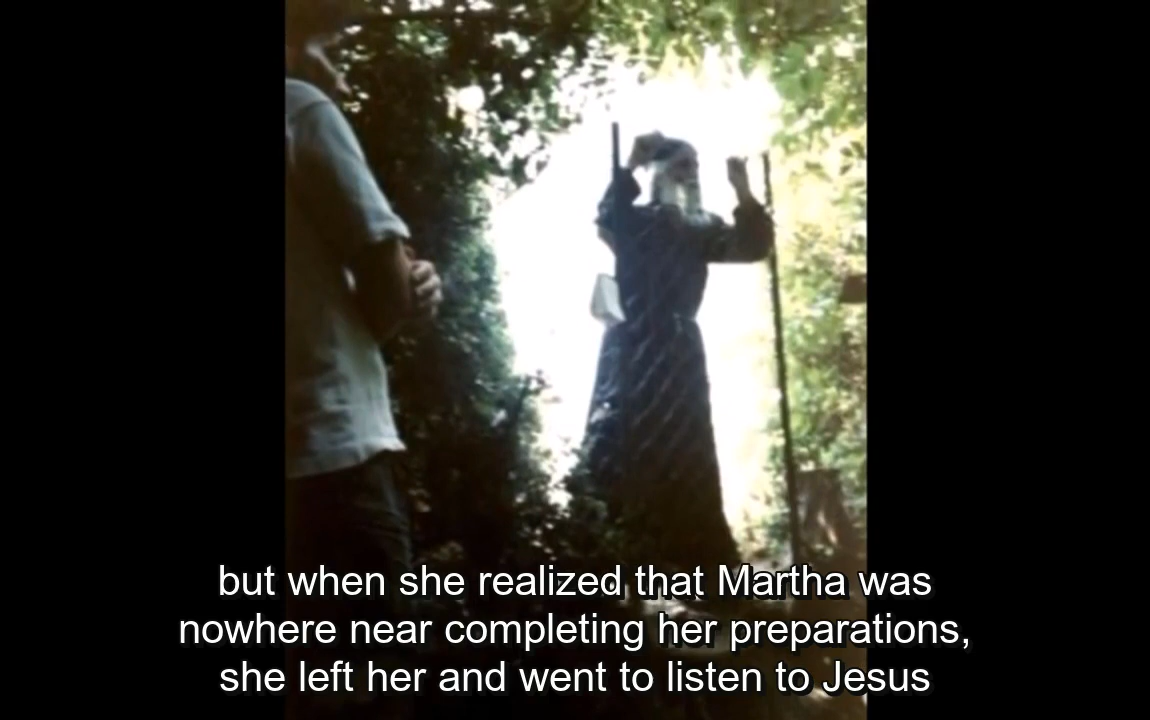 but when she realized that Martha was
nowhere near completing her preparations,
she left her and went to listen to Jesus